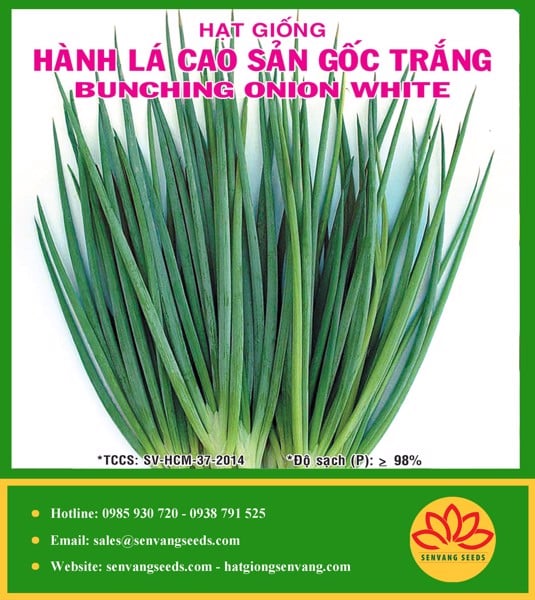 HẠT GIỐNG
HÀNH LÁ CAO SẢN GỐC TRẮNG
BUNCHING ONION WHITE
*TCCS: SV-HCM-37-2014 *Độ sạch (P): ≥ 98%
Hotline: 0985 930 720 - 0938 791 525
Email: sales@senvangseeds.com
Website: senvangseeds.com - hatgiongsenvang.com
SENVANG SEEDS